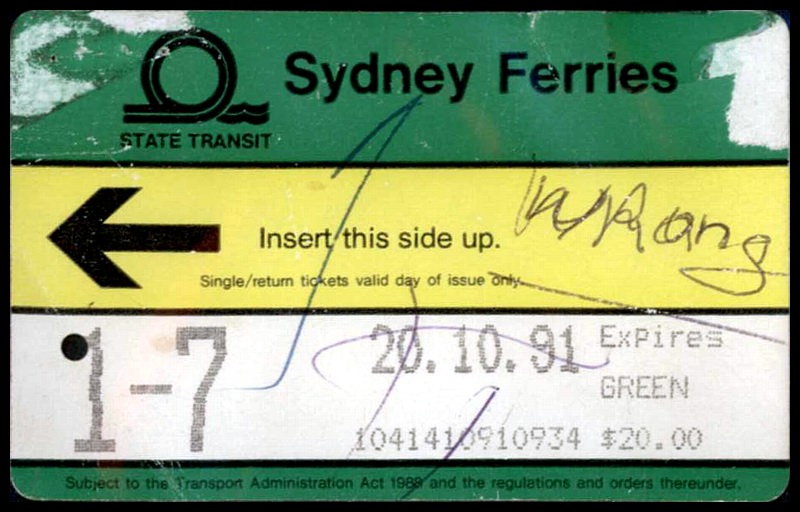 Sydney Ferries
STATE TRANSIT
Insert this side up.
Single/return tickets valid day of issue only.
1-7
20.10.91 Expires
GREEN
1041410910934 $20.00
Subject to the Transport Administration Act 1988 and the regulations and orders thereunder.